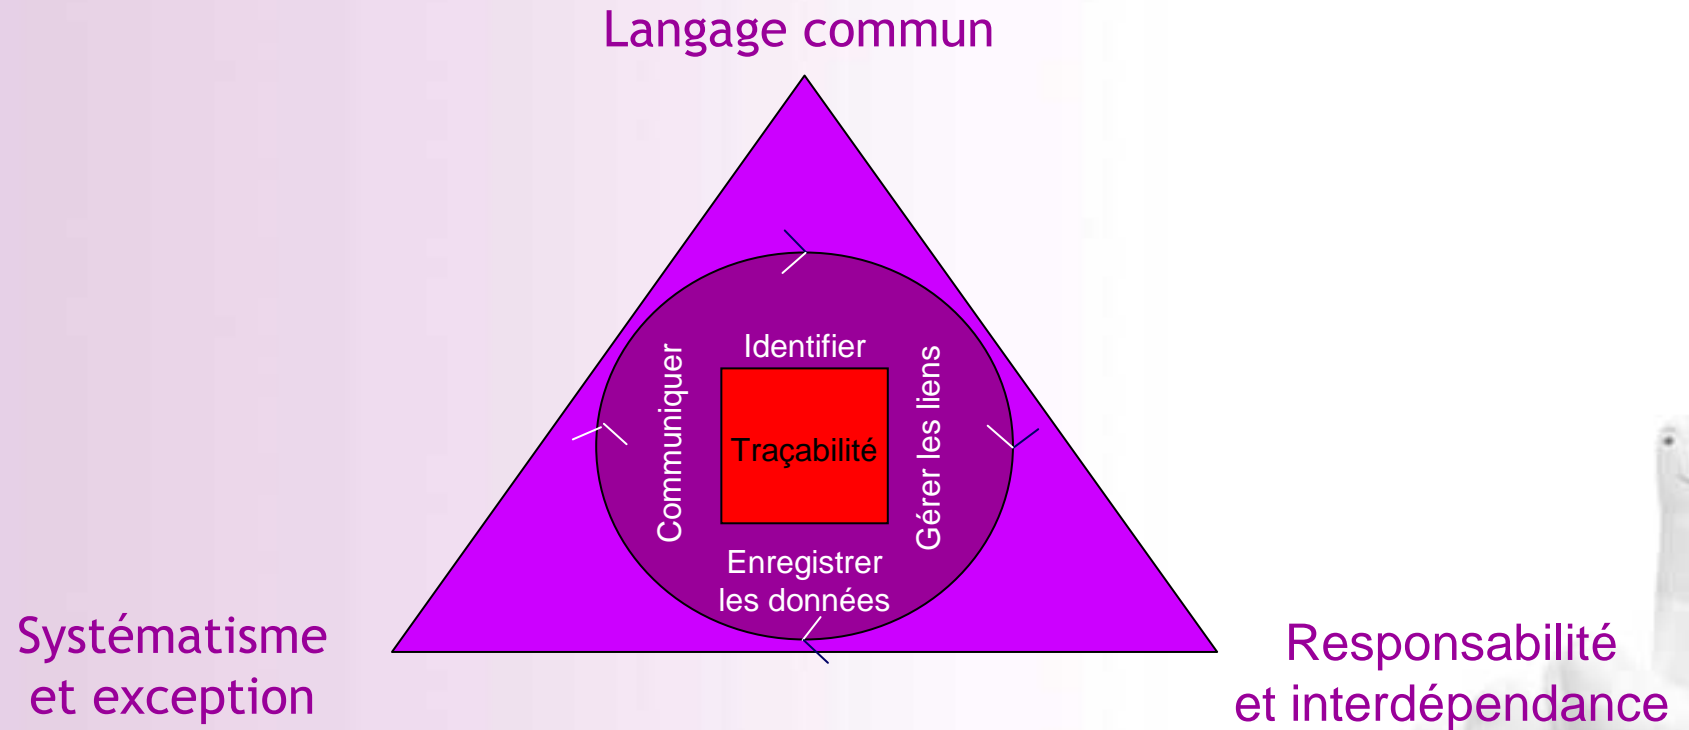 Langage commun
Identifier
Communiquer
Traçabilité
Gérer les liens
Enregistrer
les données
Systématisme
et exception
Responsabilité
et interdépendance